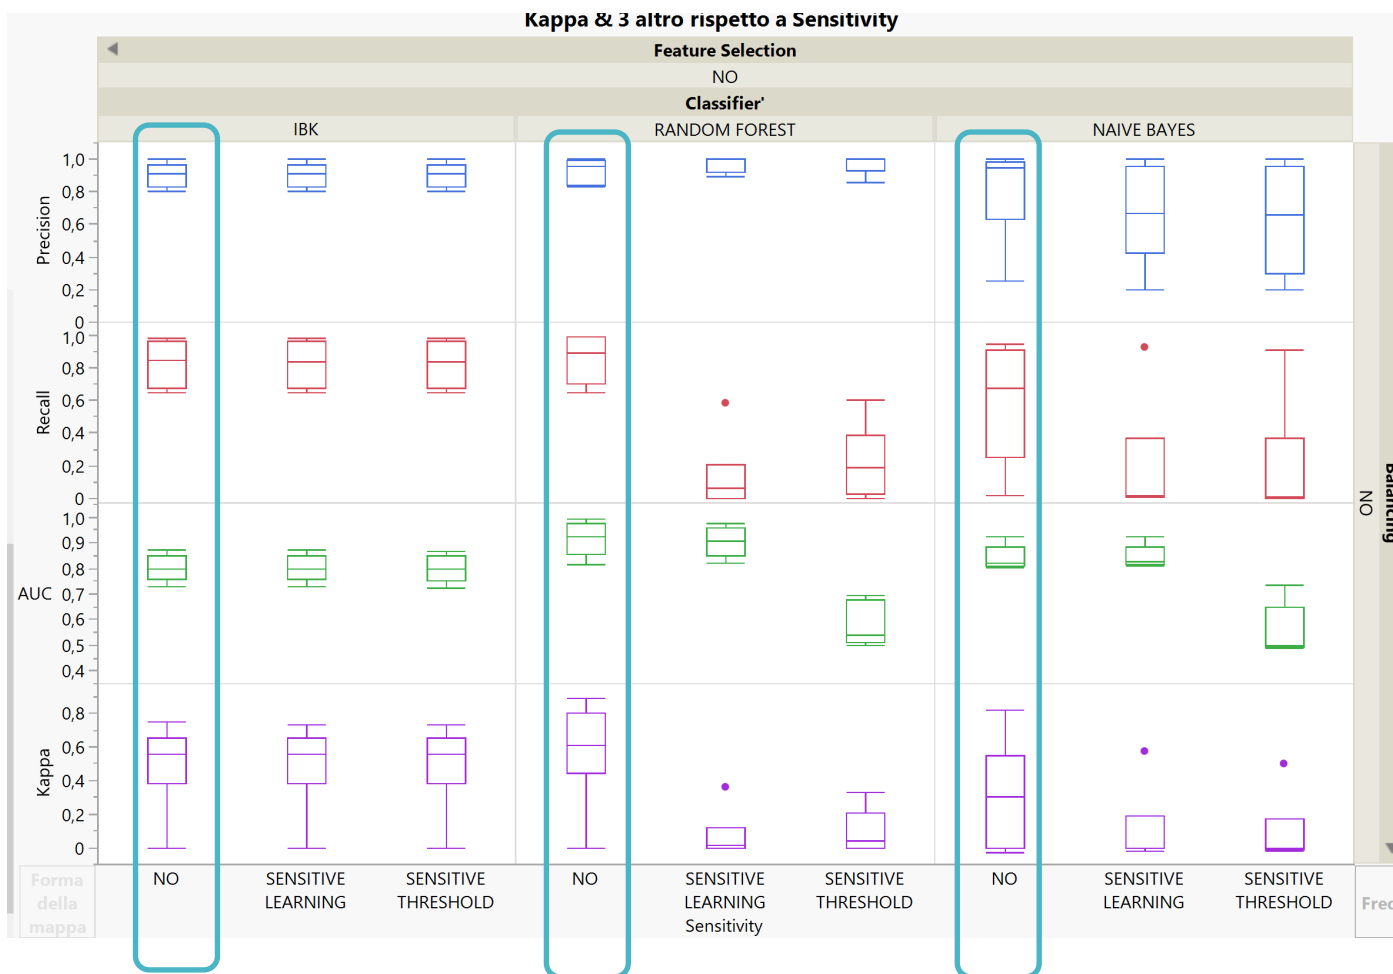 Kappa & 3 altro rispetto a Sensitivity
Feature Selection
NO
Classifier'
IBK RANDOM FOREST NAIVE BAYES
Precision
1,0
0,8
0,6
0,4
0,2
0
Recall
1,0
0,8
0,6
0,4
0,2
0
AUC
1,0
0,9
0,8
0,7
0,6
0,5
0,4
Kappa
0,8
0,6
0,4
0,2
0
NO
Balancing
NO SENSITIVE LEARNING SENSITIVE THRESHOLD NO SENSITIVE LEARNING SENSITIVE THRESHOLD NO SENSITIVE LEARNING SENSITIVE THRESHOLD
Sensitivity
Forma
della
mappa
Freq